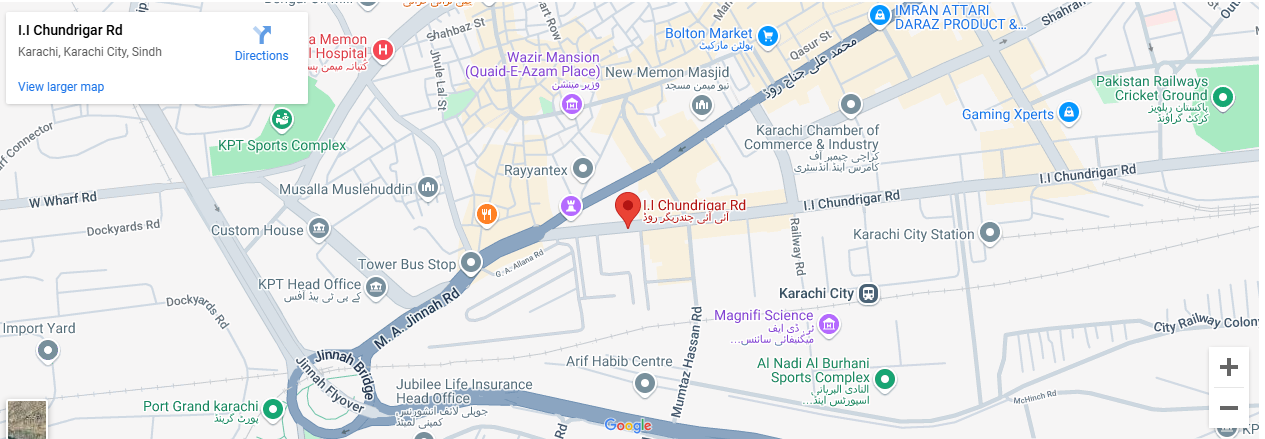 I.I Chundrigar Rd
Karachi, Karachi City, Sindh
Directions
View larger map
Shahbaz St
Jhule Lal St
a Memon
l Hospital
Wazir Mansion
(Quaid-E-Azam Place)
وزیر مینشن
Bolton Market
بولٹن مارکیٹ
Qasur St
محمد علی جناح روڈ
IMRAN ATTARI
DARAZ PRODUCT &...
New Memon Masjid
نیو میمن مسجد
Pakistan Railways
Cricket Ground
پاکستان ریلویز
کرکٹ گراؤنڈ
Gaming Xperts
Karachi Chamber of
Commerce & Industry
کراچی چیمبر آف
کامرس اینڈ انڈسٹری
KPT Sports Complex
Rayyantex
I.I Chundrigar Rd
Musalla Muslehuddin
W Wharf Rd
I.I Chundrigar Rd
آئی آئی چندریگر روڈ
I.I Chundrigar Rd
Dockyards Rd
Custom House
Railway Rd
Karachi City Station
G. A. Allana Rd
Tower Bus Stop
KPT Head Office
کے پی ٹی ہیڈ آفس
Karachi City
Dockyards Rd
M. A. Jinnah Rd
Mumtaz Hassan Rd
Magnifi Science
ٹی ڈی ایف
میگنیفائی سائنس...
Import Yard
City Railway Colon
Jinnah Bridge
Jinnah Flyover
Arif Habib Centre
Al Nadi Al Burhani
Sports Complex
النادی البرہانی
اسپورٹس اینڈ...
McHinch Rd
Jubilee Life Insurance
Head Office
جوبلی لائف انشورنس
کمپنی لمیٹڈ
Port Grand karachi
پورٹ گرینڈ
Google
KP